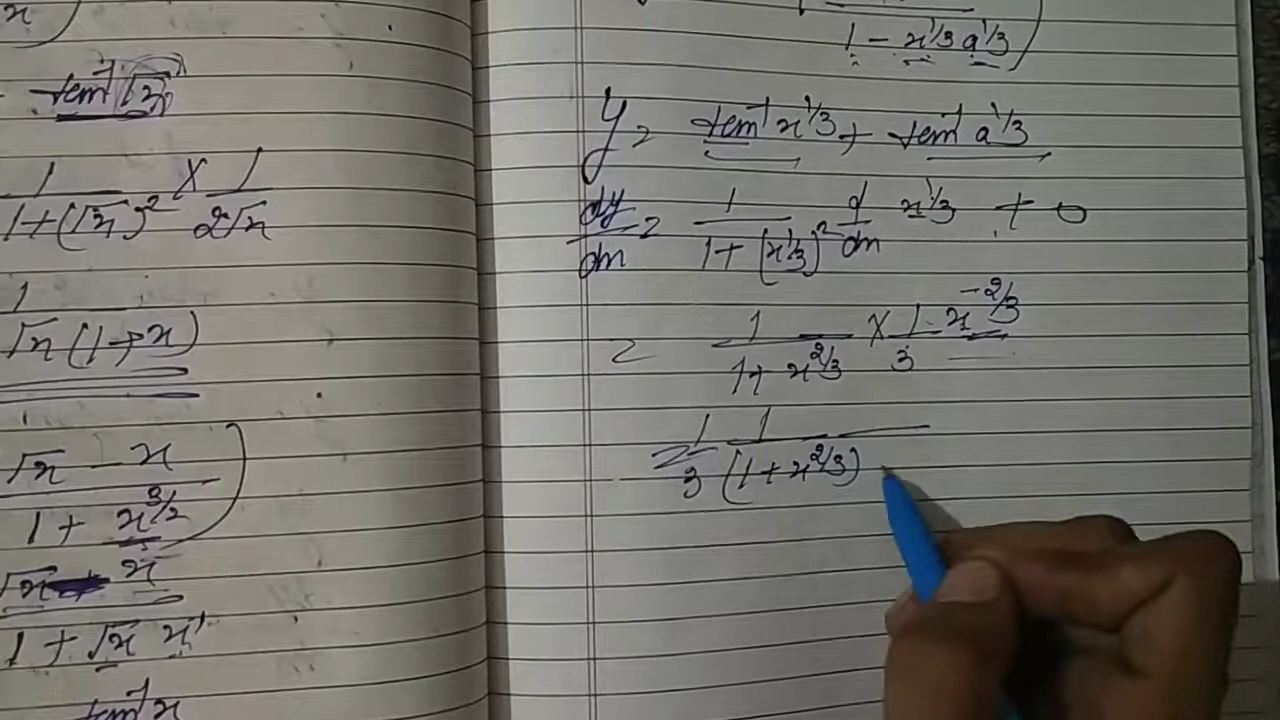 x
tan⁻¹(√x)
1/(1+(√x)²) × 1/(2√x)
1
√x (1+x)
√x − x
1 + x^3/2
√x x
1 + √x x¹
tan⁻¹ x
1 − x^1/3 a^1/3
y = tan⁻¹ x^1/3 + tan⁻¹ a^1/3
dy/dx = 1/(1+(x^1/3)²) d/dx x^1/3 + 0
= 1/(1+x^2/3) × 1/3 · x^-2/3
= 1/3 1/((1+x^2/3)